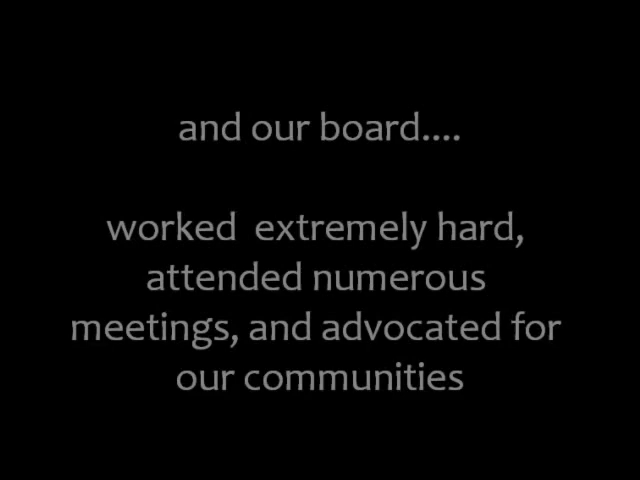 and our board....
worked  extremely hard,
attended numerous
meetings, and advocated for
our communities